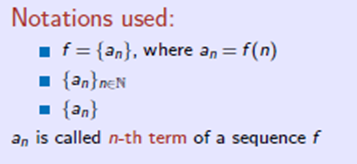 Notations used:
f = {aₙ}, where aₙ = f(n)
{aₙ}ₙ∈ℕ
{aₙ}
aₙ is called n-th term of a sequence f